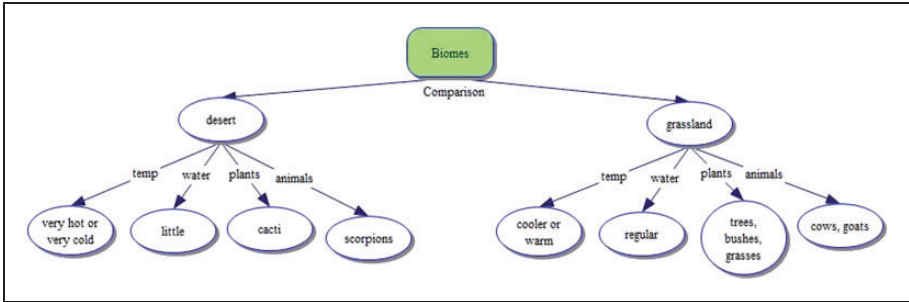 Biomes
Comparison
desert
grassland
temp
water
plants
animals
temp
water
plants
animals
very hot or
very cold
little
cacti
scorpions
cooler or
warm
regular
trees,
bushes,
grasses
cows, goats